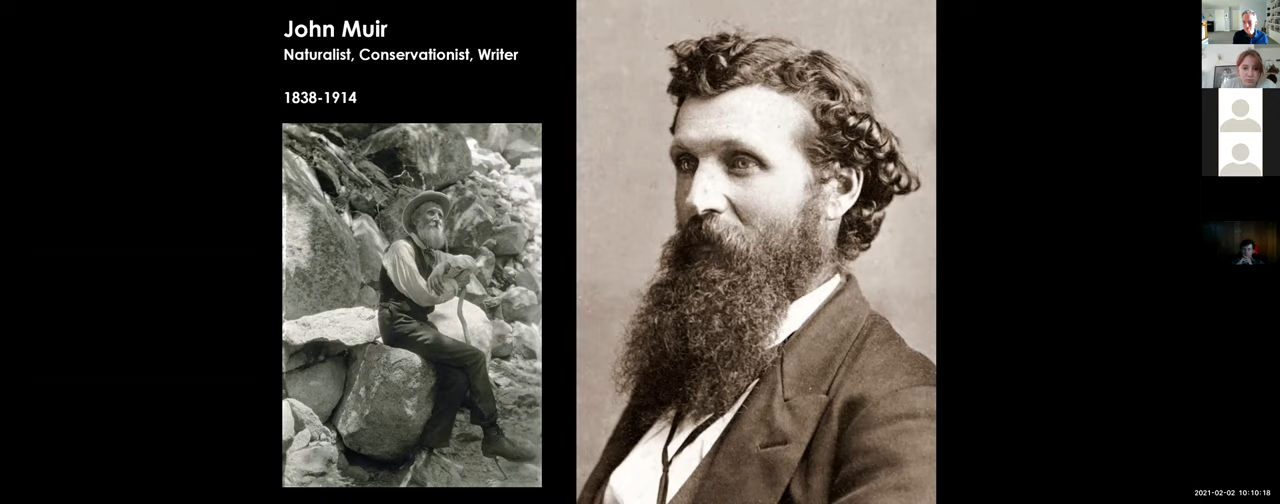 John Muir
Naturalist, Conservationist, Writer
1838-1914
2021-02-02 10:10:18